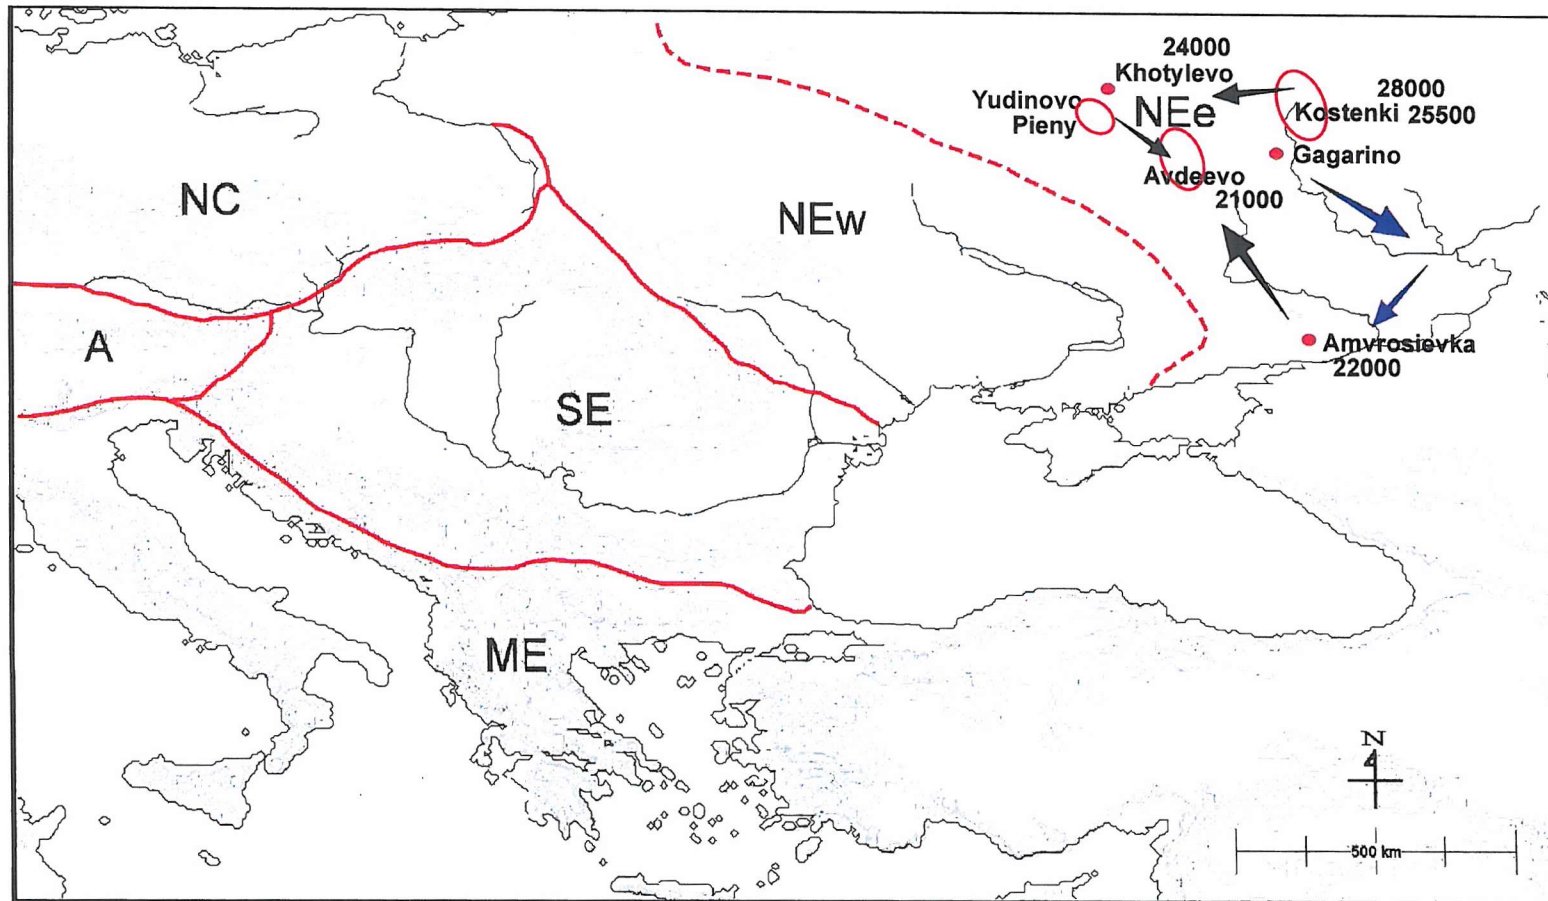 24000
Khotylevo
28000
Yudinovo
Pieny
NEe
Kostenki 25500
Gagarino
Avdeevo
21000
NC
NEw
A
Amvrosievka
22000
SE
ME
N
500 km